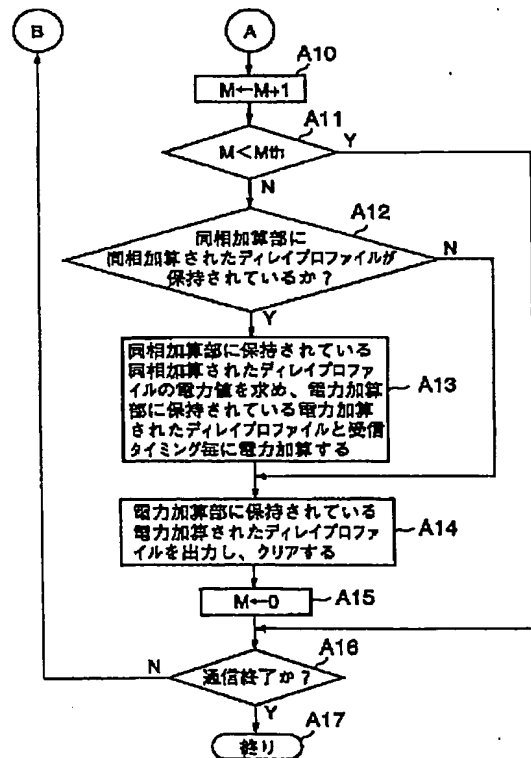 B
A
A10
M←M+1
A11
M<Mth
Y
N
A12
同相加算部に
同相加算されたディレイプロファイルが
保持されているか?
N
Y
同相加算部に保持されている
同相加算されたディレイプロファ
イルの電力値を求め、電力加算
部に保持されている電力加算
されたディレイプロファイルと受信
タイミング毎に電力加算する
A13
電力加算部に保持されている
電力加算されたディレイプロファ
イルを出力し、クリアする
A14
M←0
A15
A16
N
通信終了か?
Y
A17
終り